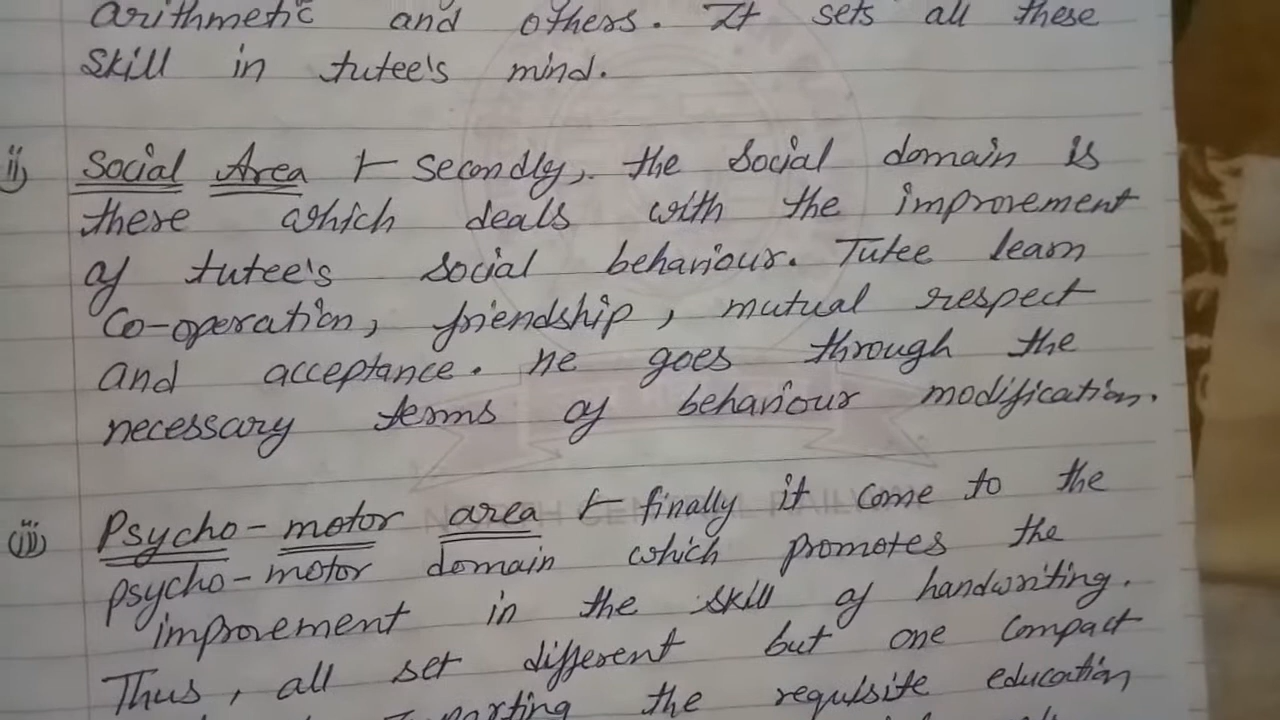 arithmetic and others. It sets all these
skill in tutee's mind.
ii) Social Area :- Secondly, the social domain is
there which deals with the improvement
of tutee's social behaviour. Tutee learn
Co-operation, friendship, mutual respect
and acceptance. He goes through the
necessary terms of behaviour modification.
(iii) Psycho-motor area :- finally it come to the
psycho-motor domain which promotes the
improvement in the skill of handwriting.
Thus, all set different but one compact
the requisite education